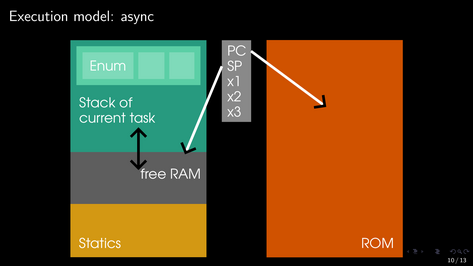 Execution model: async
Enum
Stack of
current task
free RAM
Statics
PC
SP
x1
x2
x3
ROM
10 / 13